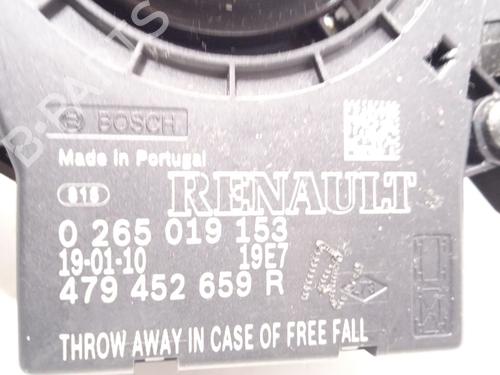 B-PARTS
BOSCH
Made in Portugal
RENAULT
0 265 019 153
19-01-10 19E7
479 452 659 R
THROW AWAY IN CASE OF FREE FALL